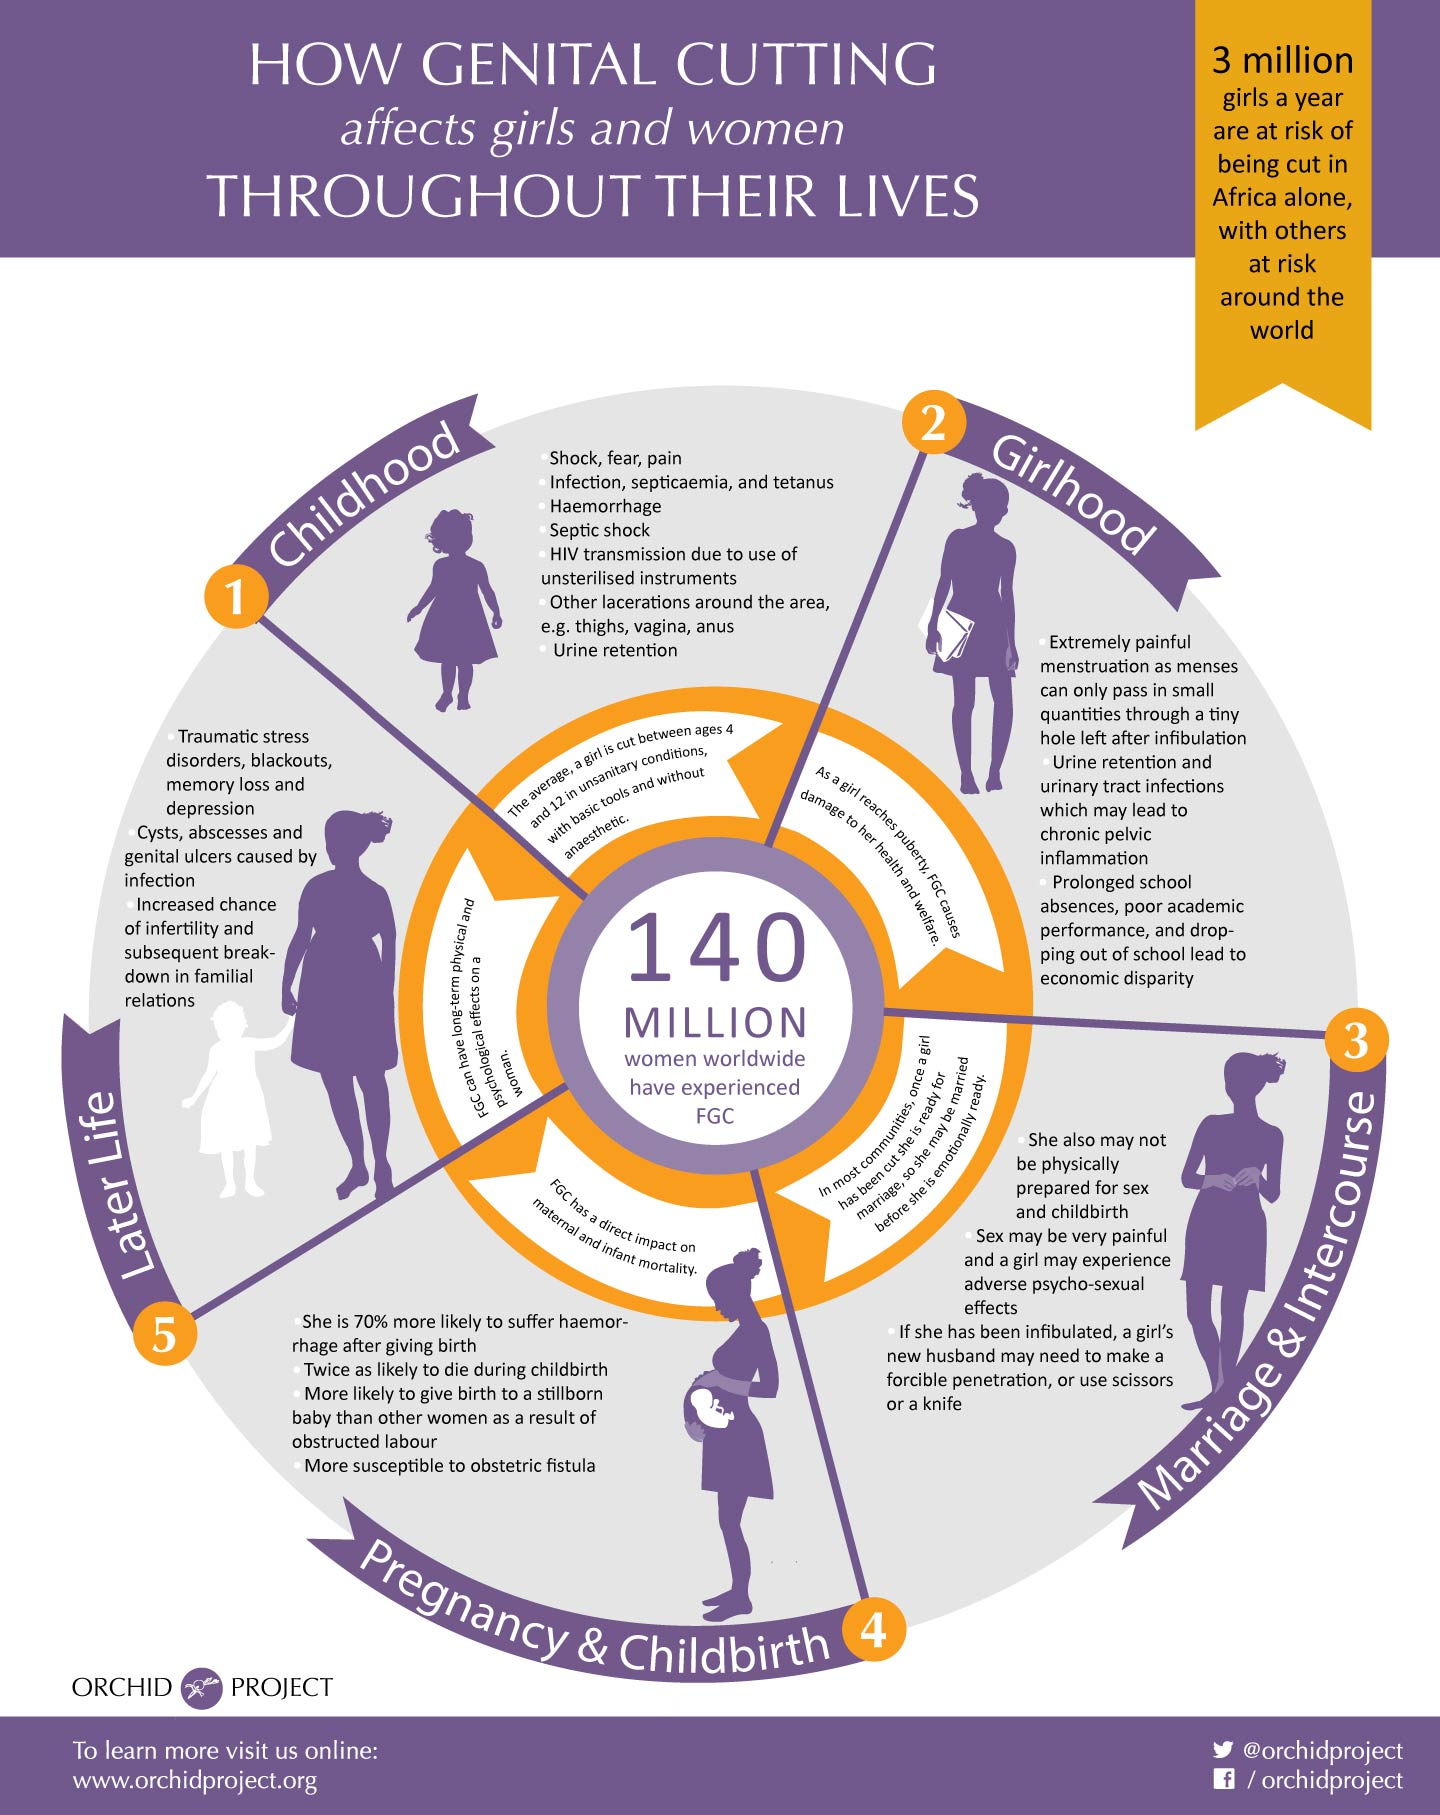 HOW GENITAL CUTTING
affects girls and women
THROUGHOUT THEIR LIVES
3 million
girls a year
are at risk of
being cut in
Africa alone,
with others
at risk
around the
world
1
Childhood
Shock, fear, pain
Infection, septicaemia, and tetanus
Haemorrhage
Septic shock
HIV transmission due to use of
unsterilised instruments
Other lacerations around the area,
e.g. thighs, vagina, anus
Urine retention
The average, a girl is cut between ages 4
and 12 in unsanitary conditions,
with basic tools and without
anaesthetic.
2
Girlhood
Extremely painful
menstruation as menses
can only pass in small
quantities through a tiny
hole left after infibulation
Urine retention and
urinary tract infections
which may lead to
chronic pelvic
inflammation
Prolonged school
absences, poor academic
performance, and drop-
ping out of school lead to
economic disparity
As a girl reaches puberty, FGC causes
damage to her health and welfare.
3
Marriage & Intercourse
She also may not
be physically
prepared for sex
and childbirth
Sex may be very painful
and a girl may experience
adverse psycho-sexual
effects
If she has been infibulated, a girl's
new husband may need to make a
forcible penetration, or use scissors
or a knife
In most communities, once a girl
has been cut she is ready for
marriage, so she may be married
before she is emotionally ready.
4
Pregnancy & Childbirth
She is 70% more likely to suffer haemor-
rhage after giving birth
Twice as likely to die during childbirth
More likely to give birth to a stillborn
baby than other women as a result of
obstructed labour
More susceptible to obstetric fistula
FGC has a direct impact on
maternal and infant mortality.
5
Later Life
Traumatic stress
disorders, blackouts,
memory loss and
depression
Cysts, abscesses and
genital ulcers caused by
infection
Increased chance
of infertility and
subsequent break-
down in familial
relations
FGC can have long-term physical and
psychological effects on a
woman.
140
MILLION
women worldwide
have experienced
FGC
ORCHID PROJECT
To learn more visit us online:
www.orchidproject.org
@orchidproject
/ orchidproject